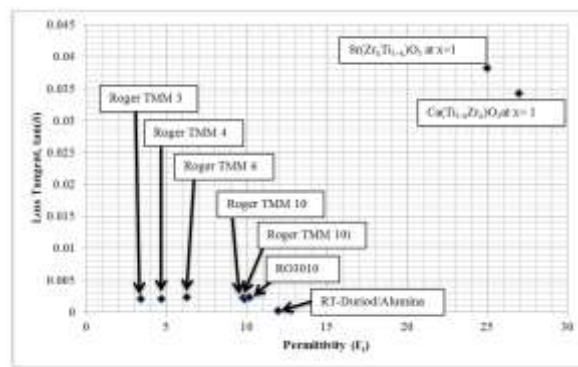 0.045
0.04
0.035
0.03
0.025
0.02
0.015
0.01
0.005
0
Loss Tangent, tan(δ)
Sr(ZrₓTi₁₋ₓ)O₃ at x=1
Roger TMM 3
Ca(Ti₁₋ₓZrₓ)O₃at x= 1
Roger TMM 4
Roger TMM 6
Roger TMM 10
Roger TMM 10i
RO3010
RT-Duriod/Alumina
0 5 10 15 20 25 30
Permittivity (Eᵣ)